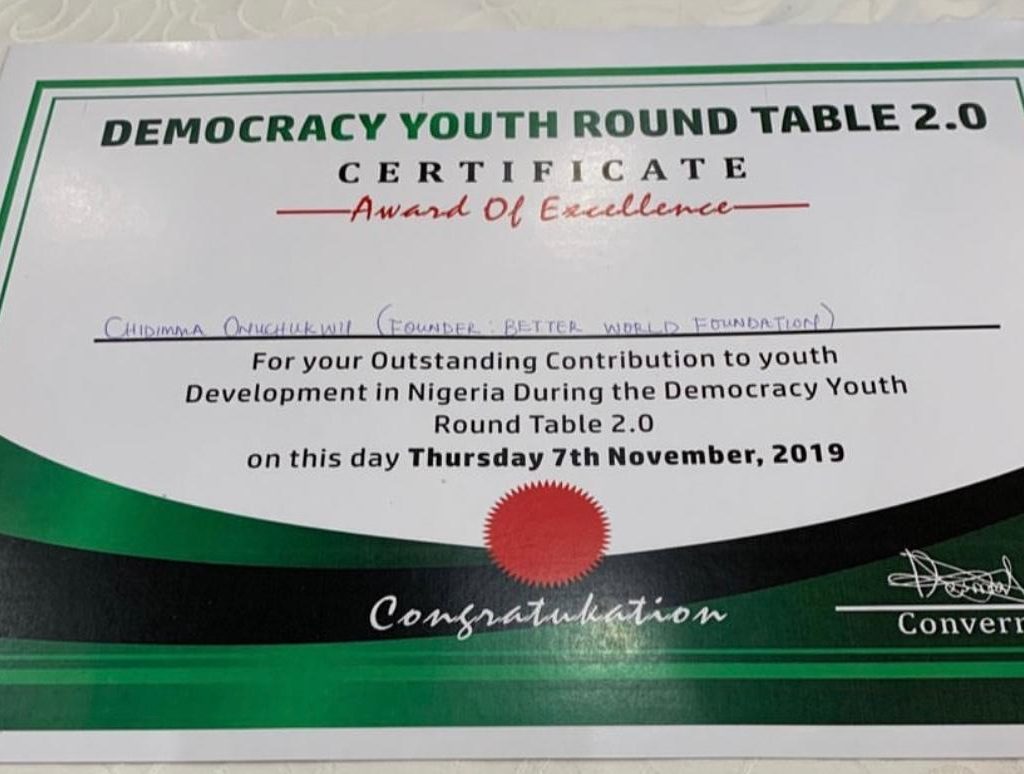 DEMOCRACY YOUTH ROUND TABLE 2.0
CERTIFICATE
Award Of Excellence
CHIDIMMA ONUCHUKWU (FOUNDER: BETTER WORLD FOUNDATION)
For your Outstanding Contribution to youth
Development in Nigeria During the Democracy Youth
Round Table 2.0
on this day Thursday 7th November, 2019
Congratukation
Convern